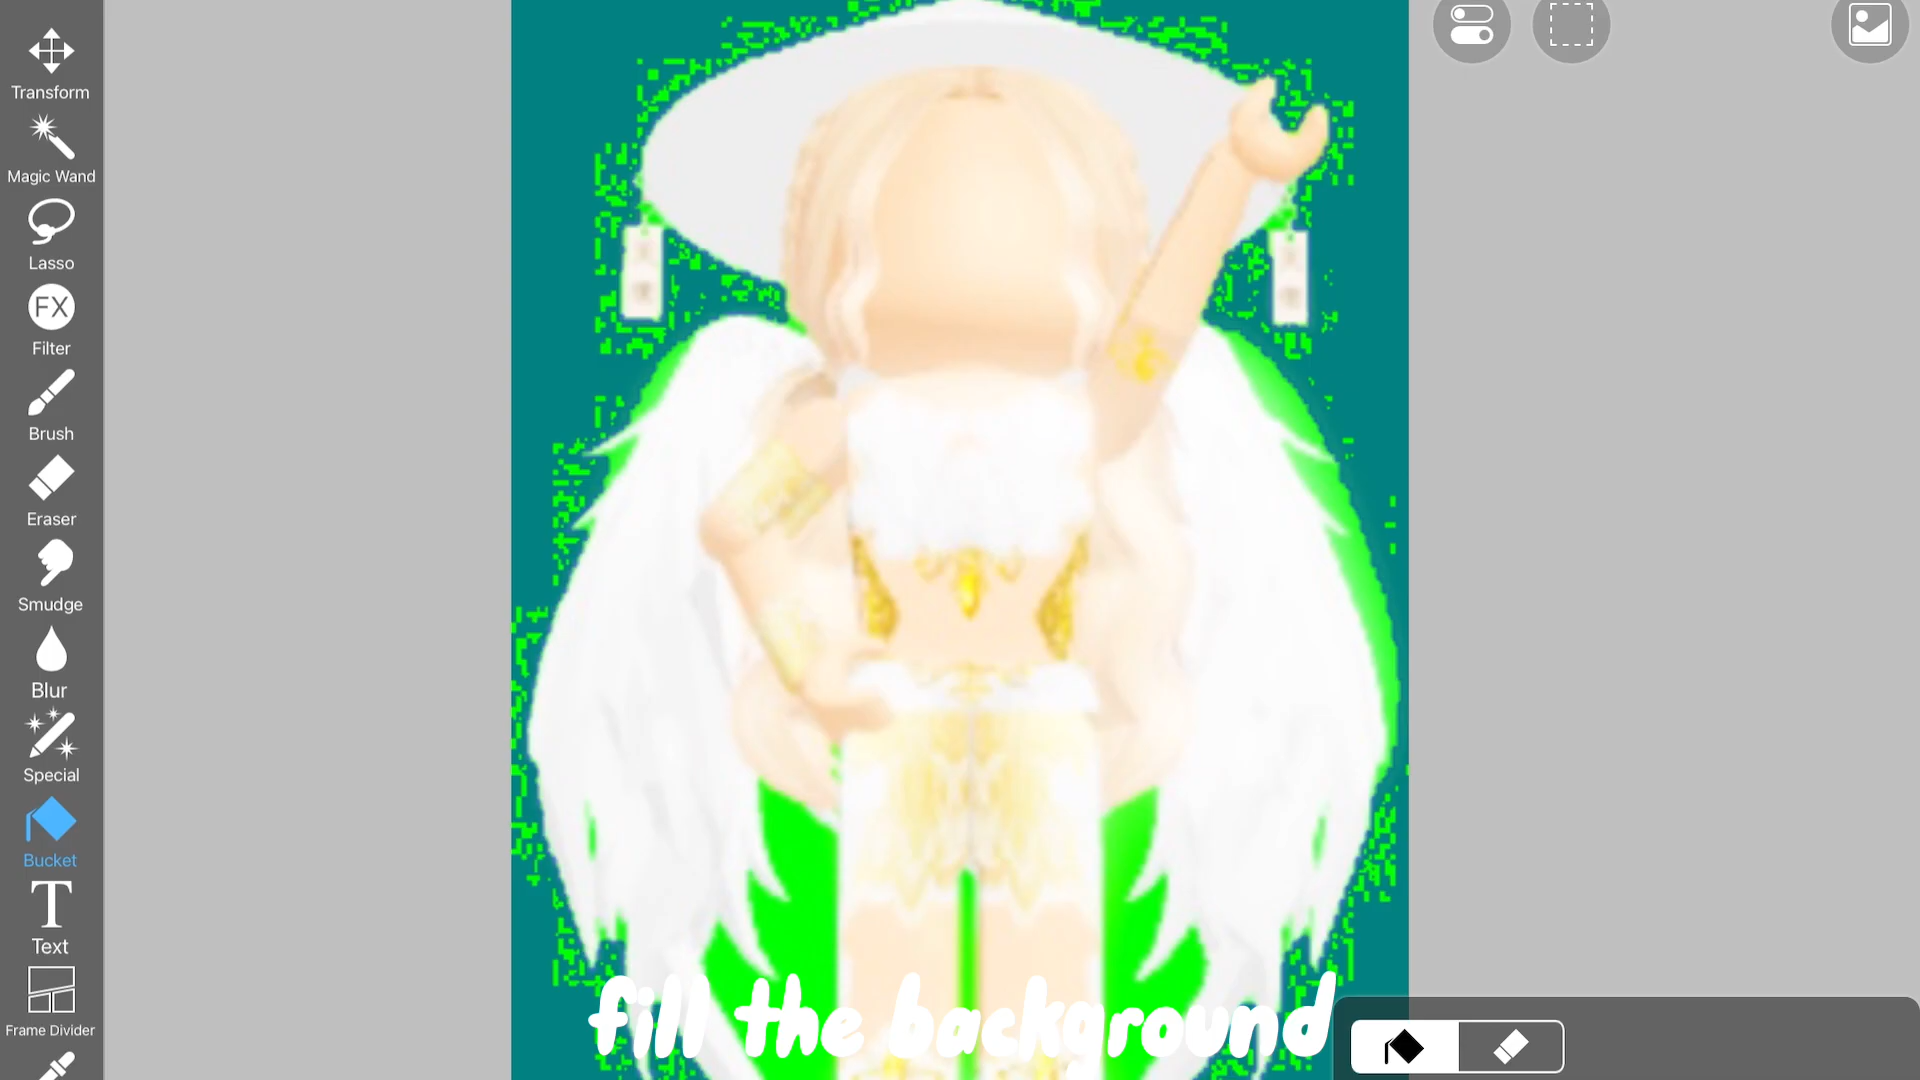 Transform
Magic Wand
Lasso
FX
Filter
Brush
Eraser
Smudge
Blur
Special
Bucket
T
Text
Frame Divider
fill the background